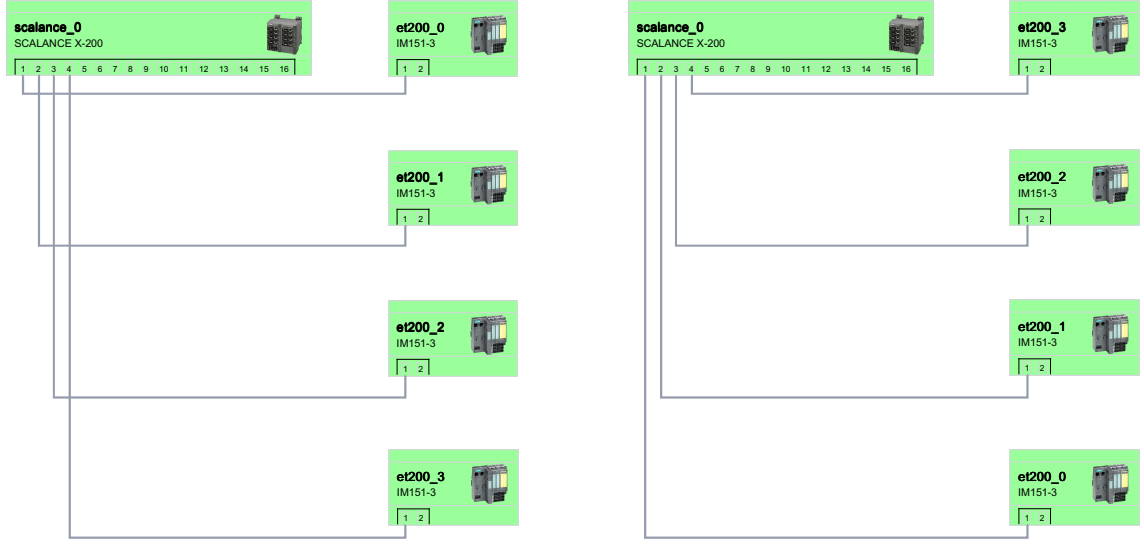 scalance_0
SCALANCE X-200
1 2 3 4 5 6 7 8 9 10 11 12 13 14 15 16
et200_0
IM151-3
1 2
et200_1
IM151-3
1 2
et200_2
IM151-3
1 2
et200_3
IM151-3
1 2
scalance_0
SCALANCE X-200
1 2 3 4 5 6 7 8 9 10 11 12 13 14 15 16
et200_3
IM151-3
1 2
et200_2
IM151-3
1 2
et200_1
IM151-3
1 2
et200_0
IM151-3
1 2